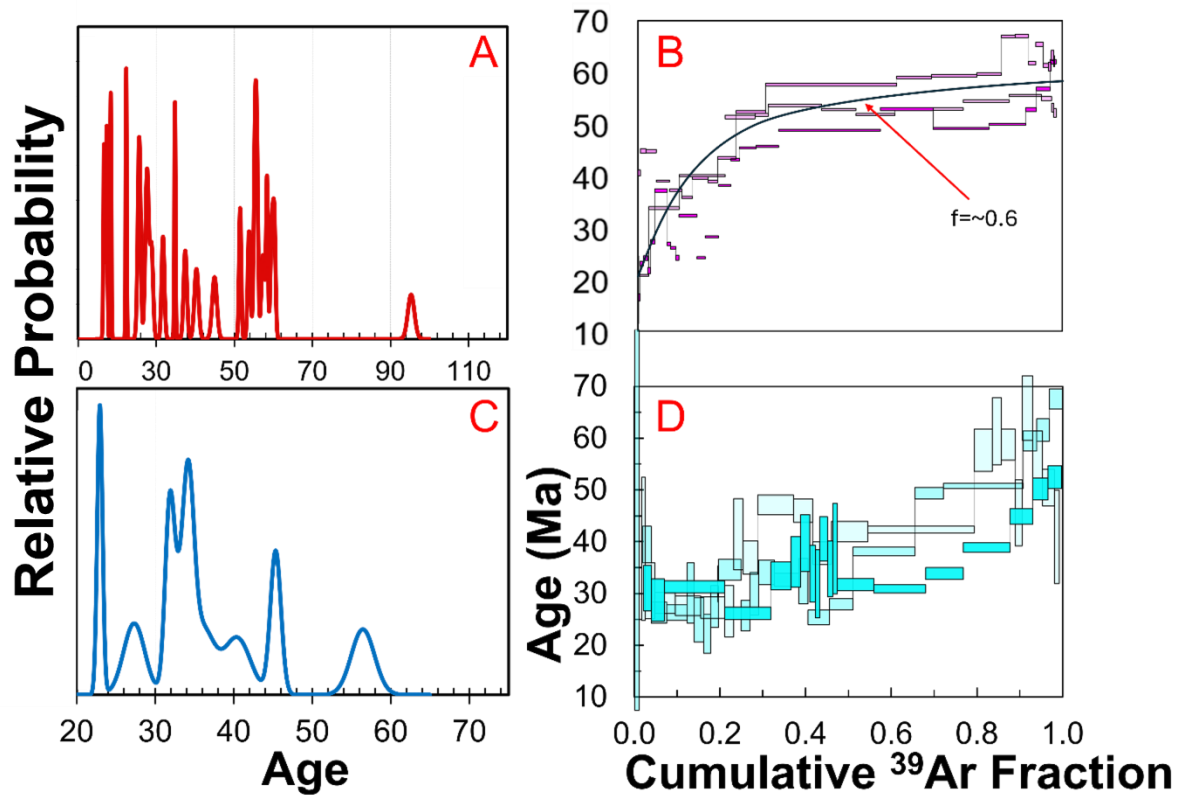 Relative Probability
A
0 30 50 70 90 110
C
20 30 40 50 60 70
Age
Age (Ma)
B
70
60
50
40
30
20
10
f=~0.6
D
70
60
50
40
30
20
10
0.0 0.2 0.4 0.6 0.8 1.0
Cumulative ³⁹Ar Fraction